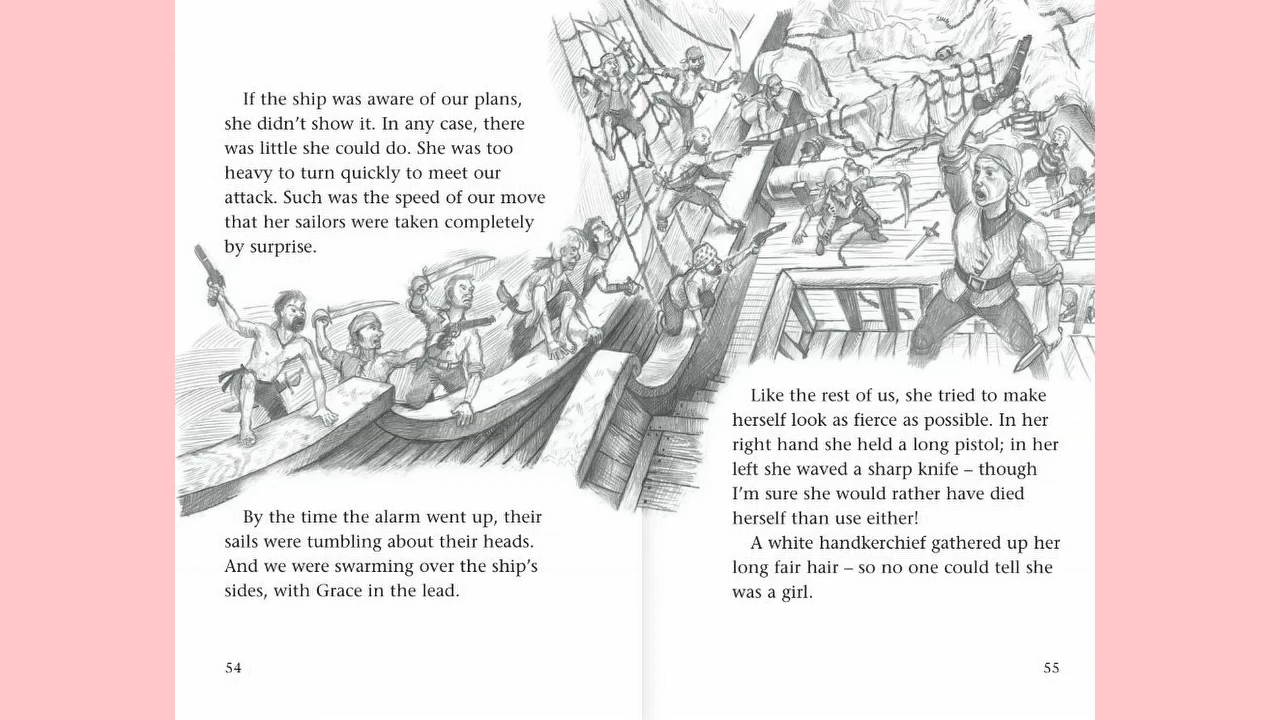 If the ship was aware of our plans,
she didn’t show it. In any case, there
was little she could do. She was too
heavy to turn quickly to meet our
attack. Such was the speed of our move
that her sailors were taken completely
by surprise.
By the time the alarm went up, their
sails were tumbling about their heads.
And we were swarming over the ship’s
sides, with Grace in the lead.
54
Like the rest of us, she tried to make
herself look as fierce as possible. In her
right hand she held a long pistol; in her
left she waved a sharp knife – though
I’m sure she would rather have died
herself than use either!
A white handkerchief gathered up her
long fair hair – so no one could tell she
was a girl.
55